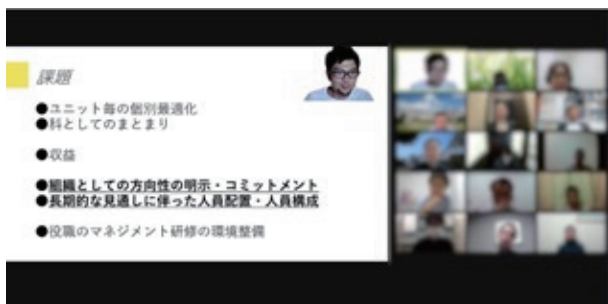 課題
●ユニット毎の個別最適化
●科としてのまとまり
●収益
●組織としての方向性の明示・コミットメント
●長期的な見通しに伴った人員配置・人員構成
●役職のマネジメント研修の環境整備